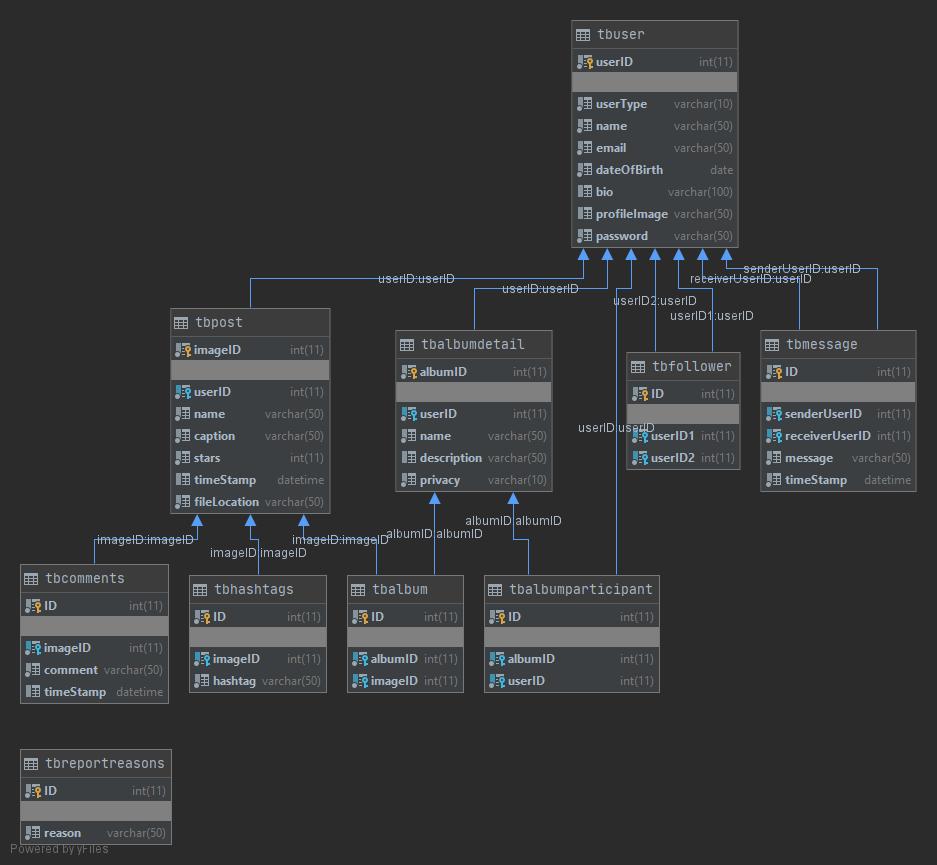 tbuser
userID int(11)
userType varchar(10)
name varchar(50)
email varchar(50)
dateOfBirth date
bio varchar(100)
profileImage varchar(50)
password varchar(50)
userID:userID
userID:userID
userID2:userID
userID1:userID
receiverUserID:userID
senderUserID:userID
tbpost
imageID int(11)
userID int(11)
name varchar(50)
caption varchar(50)
stars int(11)
timeStamp datetime
fileLocation varchar(50)
tbalbumdetail
albumID int(11)
userID int(11)
name varchar(50)
description varchar(50)
privacy varchar(10)
tbfollower
ID int(11)
userID1 int(11)
userID2 int(11)
userID:userID
tbmessage
ID int(11)
senderUserID int(11)
receiverUserID int(11)
message varchar(50)
timeStamp datetime
imageID:imageID
imageID:imageID
imageID:imageID
albumID:albumID
albumID:albumID
tbcomments
ID int(11)
imageID int(11)
comment varchar(50)
timeStamp datetime
tbhashtags
ID int(11)
imageID int(11)
hashtag varchar(50)
tbalbum
ID int(11)
albumID int(11)
imageID int(11)
tbalbumparticipant
ID int(11)
albumID int(11)
userID int(11)
tbreportreasons
ID int(11)
reason varchar(50)
Powered by yFiles